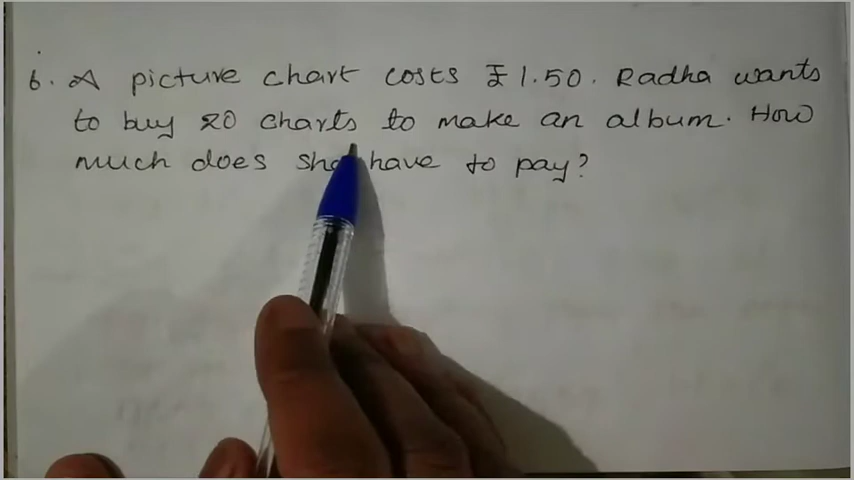 6. A picture chart costs ₹1.50. Radha wants
to buy 20 charts to make an album. How
much does she have to pay?